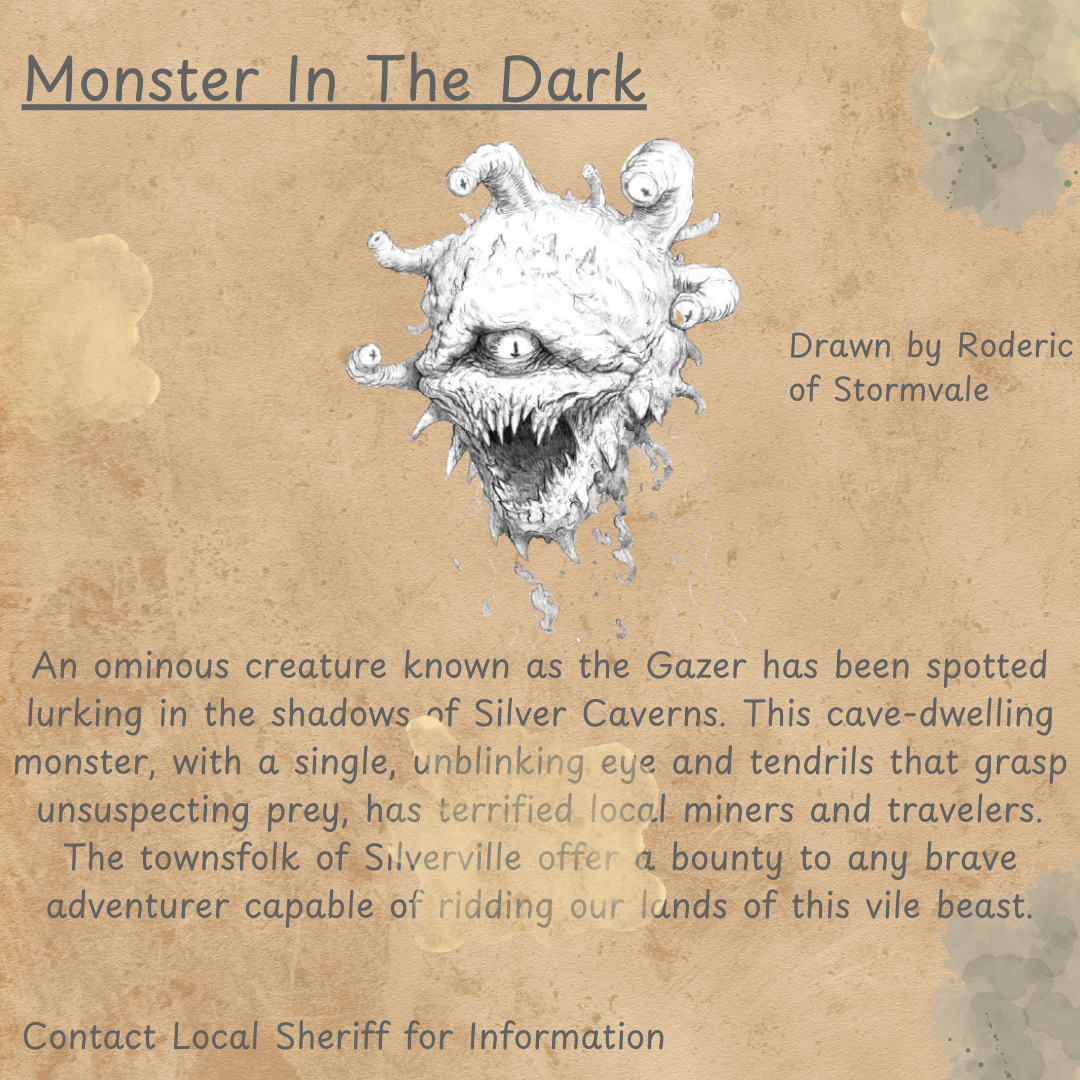 Monster In The Dark
Drawn by Roderic
of Stormvale
An ominous creature known as the Gazer has been spotted
lurking in the shadows of Silver Caverns. This cave-dwelling
monster, with a single, unblinking eye and tendrils that grasp
unsuspecting prey, has terrified local miners and travelers.
The townsfolk of Silverville offer a bounty to any brave
adventurer capable of ridding our lands of this vile beast.
Contact Local Sheriff for Information